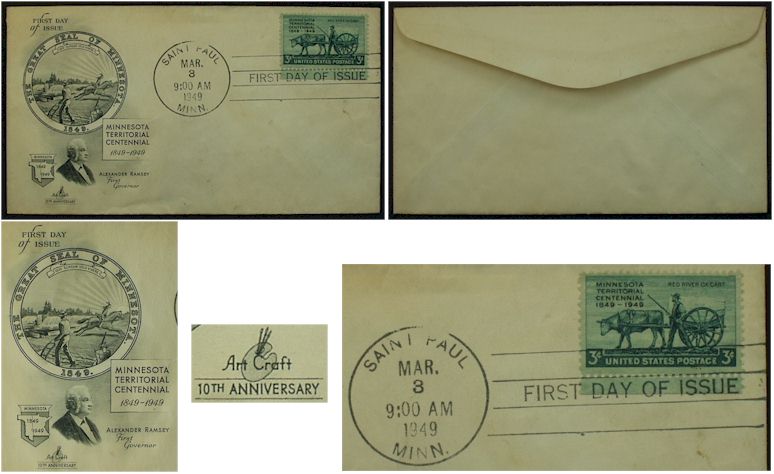 FIRST DAY
of ISSUE
THE GREAT SEAL OF MINNESOTA
1849.
MINNESOTA
TERRITORIAL
CENTENNIAL
1849-1949
MINNESOTA
1849
1949
ALEXANDER RAMSEY
First
Governor
Art Craft
10TH ANNIVERSARY
SAINT PAUL
MAR.
3
9:00 AM
1949
MINN.
MINNESOTA
TERRITORIAL
CENTENNIAL
1849-1949
RED RIVER OX CART
3¢ UNITED STATES POSTAGE 3¢
FIRST DAY OF ISSUE
FIRST DAY
of ISSUE
THE GREAT SEAL OF MINNESOTA
1849.
MINNESOTA
TERRITORIAL
CENTENNIAL
1849-1949
MINNESOTA
1849
1949
ALEXANDER RAMSEY
First
Governor
Art Craft
10TH ANNIVERSARY
Art Craft
10TH ANNIVERSARY
SAINT PAUL
MAR.
3
9:00 AM
1949
MINN.
MINNESOTA
TERRITORIAL
CENTENNIAL
1849-1949
RED RIVER OX CART
3¢ UNITED STATES POSTAGE 3¢
FIRST DAY OF ISSUE